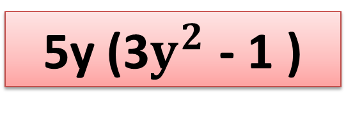 5y (3y² - 1 )